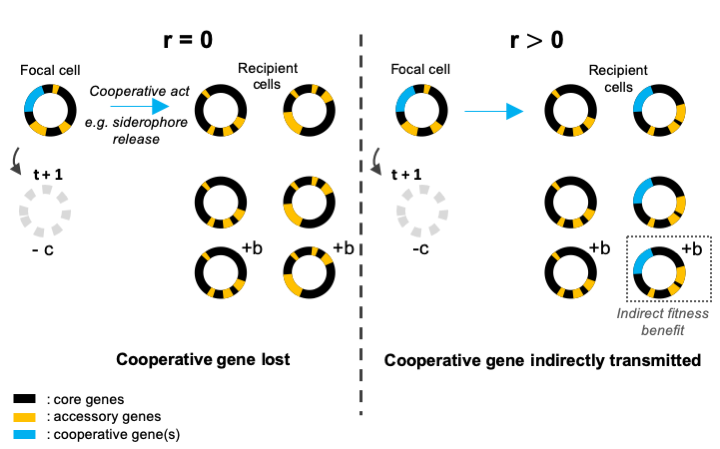 r = 0
Focal cell
Cooperative act
e.g. siderophore
release
Recipient
cells
t + 1
- c
+b
+b
Cooperative gene lost
r > 0
Focal cell
Recipient
cells
t + 1
-c
+b
+b
Indirect fitness
benefit
Cooperative gene indirectly transmitted
: core genes
: accessory genes
: cooperative gene(s)